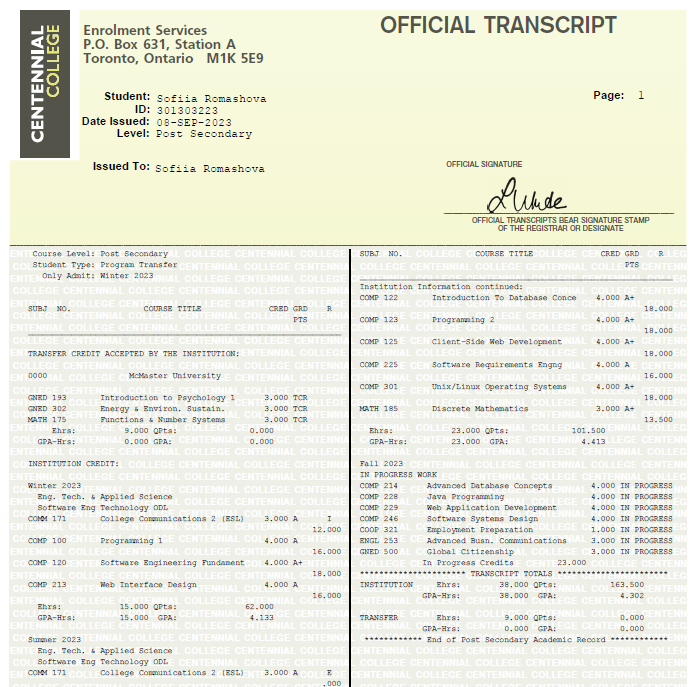 CENTENNIAL
COLLEGE
Enrolment Services
P.O. Box 631, Station A
Toronto, Ontario M1K 5E9
OFFICIAL TRANSCRIPT
Student: Sofiia Romashova
ID: 301303223
Date Issued: 08-SEP-2023
Level: Post Secondary
Page: 1
Issued To: Sofiia Romashova
OFFICIAL SIGNATURE
OFFICIAL TRANSCRIPTS BEAR SIGNATURE STAMP
OF THE REGISTRAR OR DESIGNATE
Course Level: Post Secondary
Student Type: Program Transfer
Only Admit: Winter 2023
SUBJ NO. COURSE TITLE CRED GRD R
PTS
TRANSFER CREDIT ACCEPTED BY THE INSTITUTION:
0000 McMaster University
GNED 193 Introduction to Psychology 1 3.000 TCR
GNED 302 Energy & Environ. Sustain. 3.000 TCR
MATH 175 Functions & Number Systems 3.000 TCR
Ehrs: 9.000 QPts: 0.000
GPA-Hrs: 0.000 GPA: 0.000
INSTITUTION CREDIT:
Winter 2023
Eng. Tech. & Applied Science
Software Eng Technology ODL
COMM 171 College Communications 2 (ESL) 3.000 A I
12.000
COMP 100 Programming 1 4.000 A
16.000
COMP 120 Software Engineering Fundament 4.000 A+
18.000
COMP 213 Web Interface Design 4.000 A
16.000
Ehrs: 15.000 QPts: 62.000
GPA-Hrs: 15.000 GPA: 4.133
Summer 2023
Eng. Tech. & Applied Science
Software Eng Technology ODL
COMM 171 College Communications 2 (ESL) 3.000 A E
.000
SUBJ NO. COURSE TITLE CRED GRD R
PTS
Institution Information continued:
COMP 122 Introduction To Database Conce 4.000 A+
18.000
COMP 123 Programming 2 4.000 A+
18.000
COMP 125 Client-Side Web Development 4.000 A+
18.000
COMP 225 Software Requirements Engng 4.000 A
16.000
COMP 301 Unix/Linux Operating Systems 4.000 A+
18.000
MATH 185 Discrete Mathematics 3.000 A+
13.500
Ehrs: 23.000 QPts: 101.500
GPA-Hrs: 23.000 GPA: 4.413
Fall 2023
IN PROGRESS WORK
COMP 214 Advanced Database Concepts 4.000 IN PROGRESS
COMP 228 Java Programming 4.000 IN PROGRESS
COMP 229 Web Application Development 4.000 IN PROGRESS
COMP 246 Software Systems Design 4.000 IN PROGRESS
COOP 321 Employment Preparation 1.000 IN PROGRESS
ENGL 253 Advanced Busn. Communications 3.000 IN PROGRESS
GNED 500 Global Citizenship 3.000 IN PROGRESS
In Progress Credits 23.000
********************** TRANSCRIPT TOTALS ***********************
INSTITUTION Ehrs: 38.000 QPts: 163.500
GPA-Hrs: 38.000 GPA: 4.302
TRANSFER Ehrs: 9.000 QPts: 0.000
GPA-Hrs: 0.000 GPA: 0.000
************ End of Post Secondary Academic Record ************